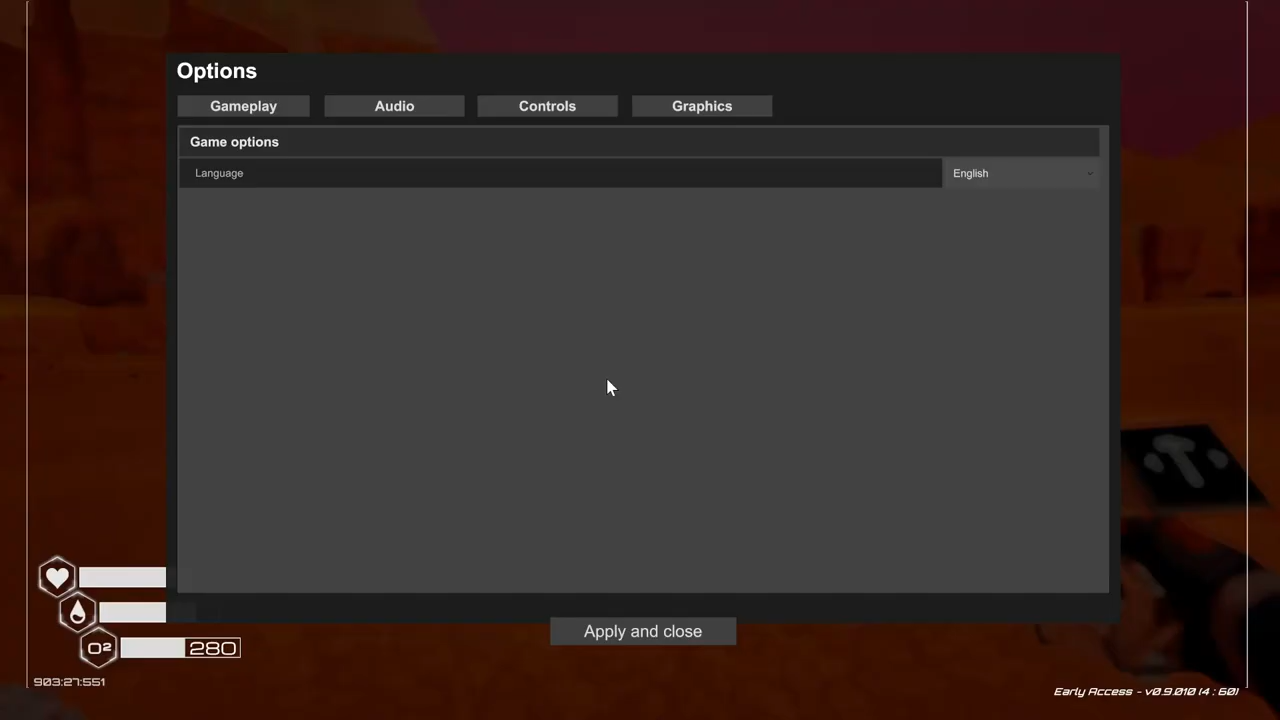 Options
Gameplay Audio Controls Graphics
Game options
Language English
Apply and close
O² 280
903:27:551
Early Access - v0.9.010 (4 : 60)